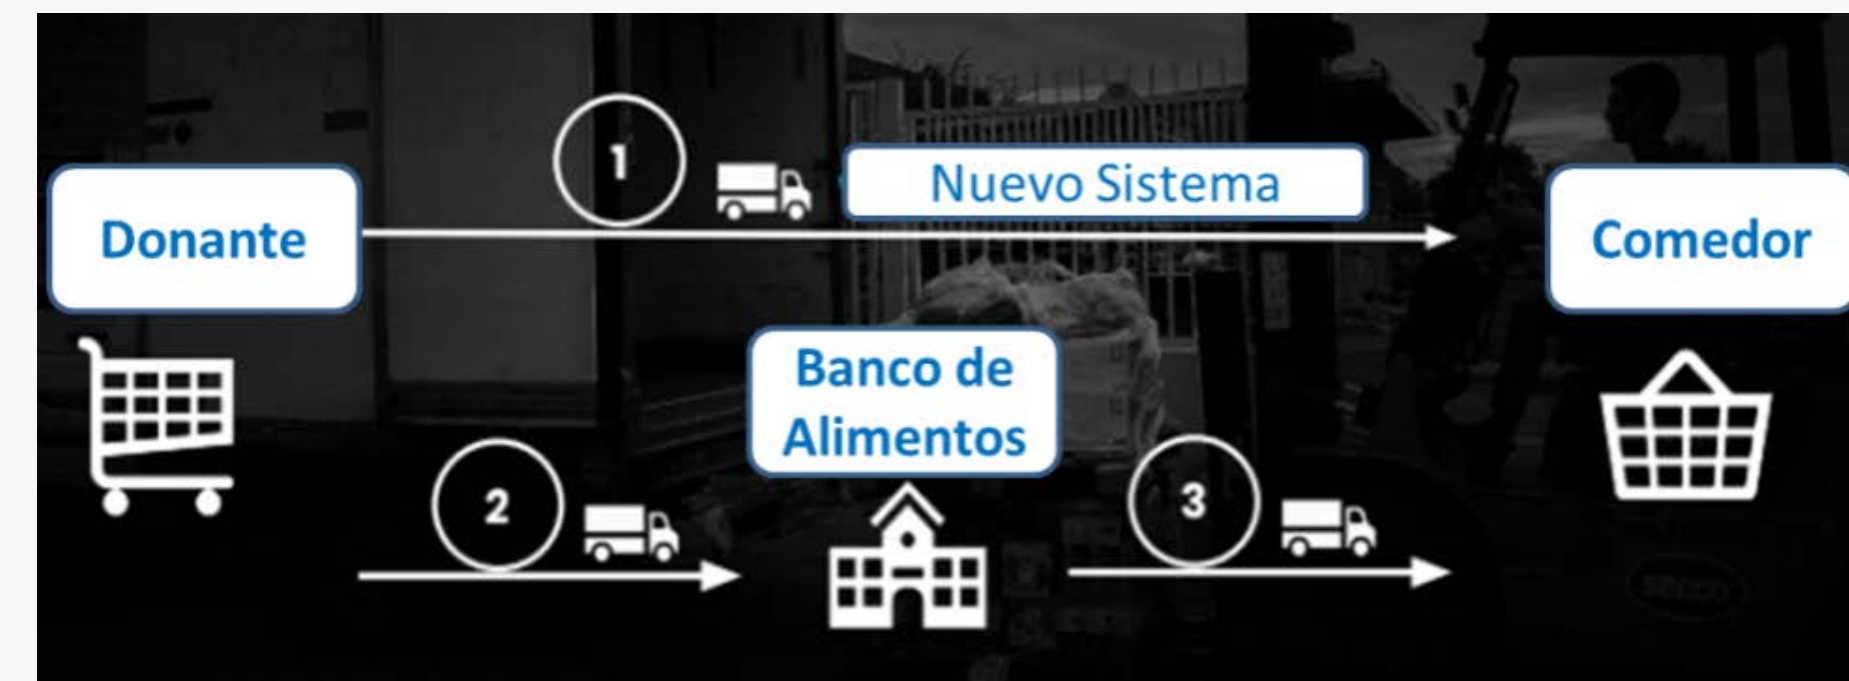 1
Nuevo Sistema
Donante
Comedor
Banco de
Alimentos
2
3